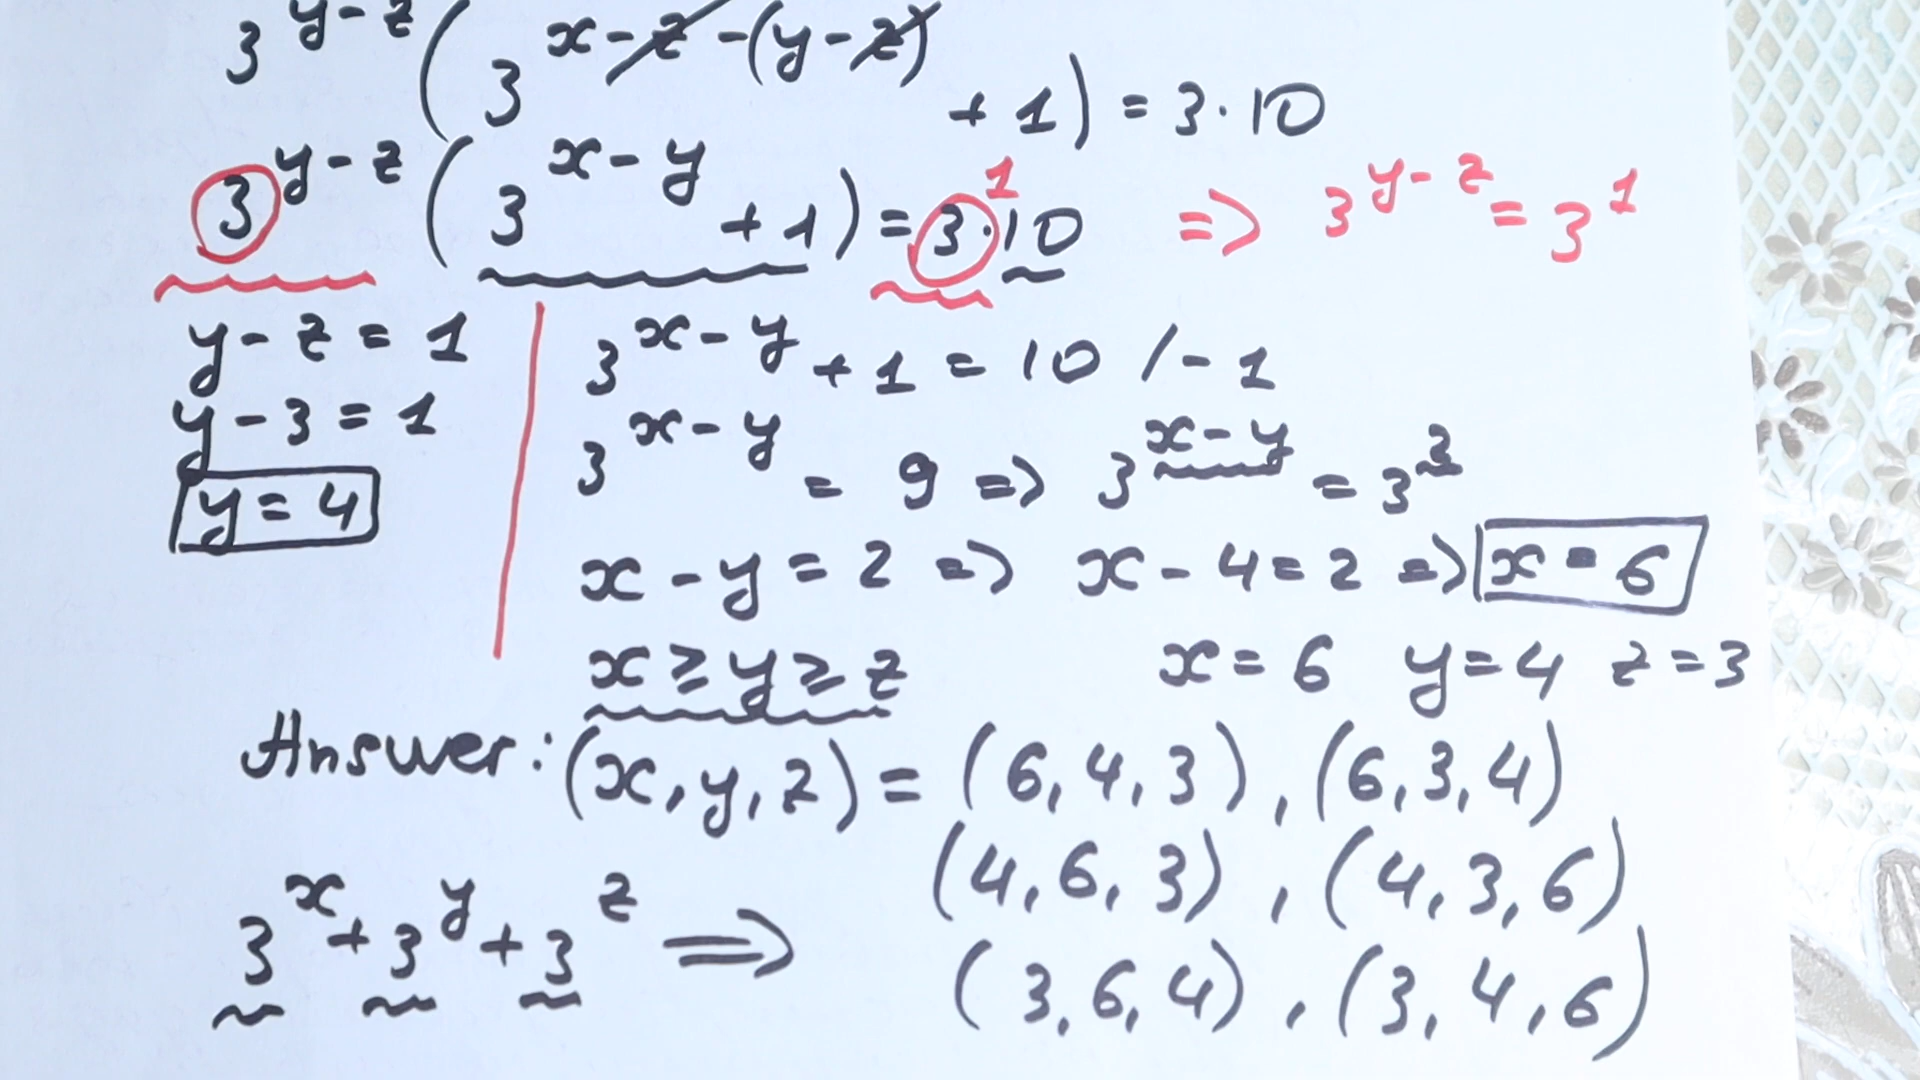 3^{y-z}(3^{x-z-(y-z)} + 1) = 3·10
3^{y-z}(3^{x-y} + 1) = 3^1·10 => 3^{y-z} = 3^1
y - z = 1
y - 3 = 1
y = 4
3^{x-y} + 1 = 10 /-1
3^{x-y} = 9 => 3^{x-y} = 3^2
x - y = 2 => x - 4 = 2 => x = 6
x ≥ y ≥ z
x = 6 y = 4 z = 3
Answer: (x, y, z) = (6, 4, 3), (6, 3, 4)
(4, 6, 3), (4, 3, 6)
3^x + 3^y + 3^z => (3, 6, 4), (3, 4, 6)